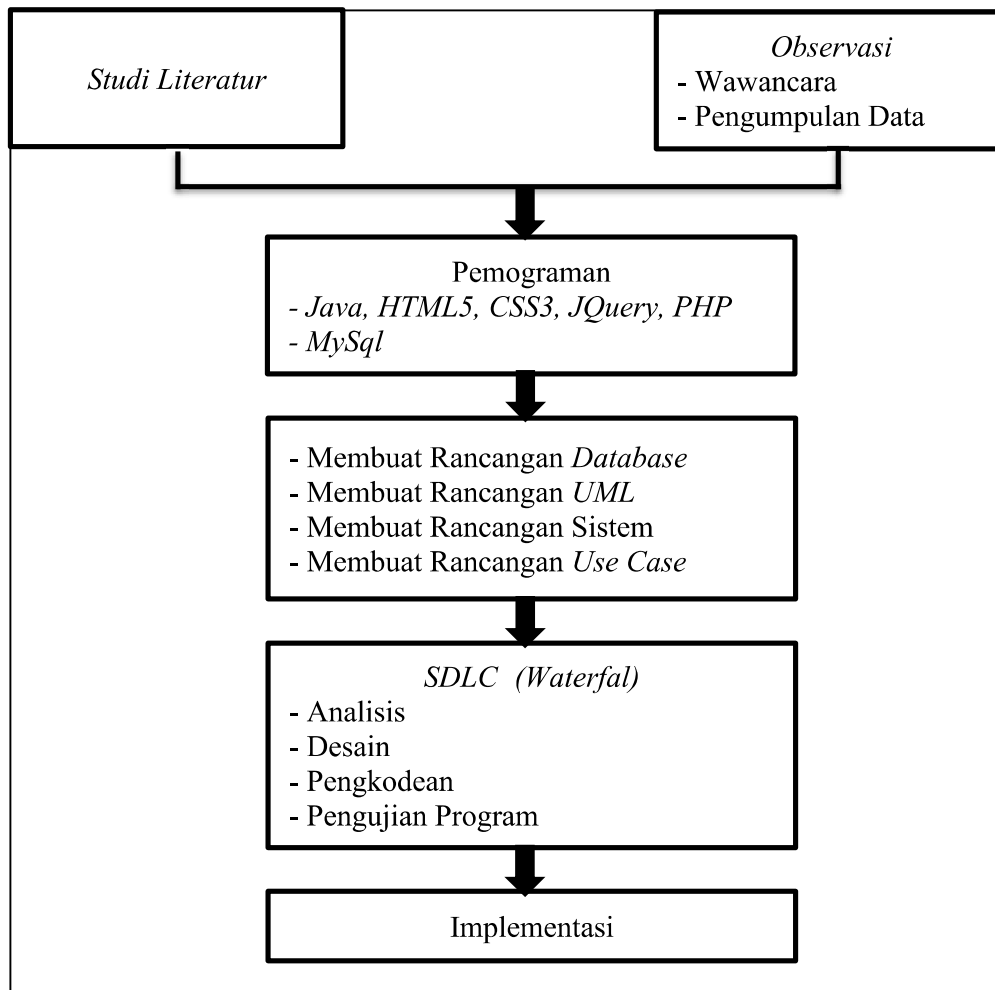 Studi Literatur
Observasi
- Wawancara
- Pengumpulan Data
Pemograman
- Java, HTML5, CSS3, JQuery, PHP
- MySql
- Membuat Rancangan Database
- Membuat Rancangan UML
- Membuat Rancangan Sistem
- Membuat Rancangan Use Case
SDLC (Waterfal)
- Analisis
- Desain
- Pengkodean
- Pengujian Program
Implementasi